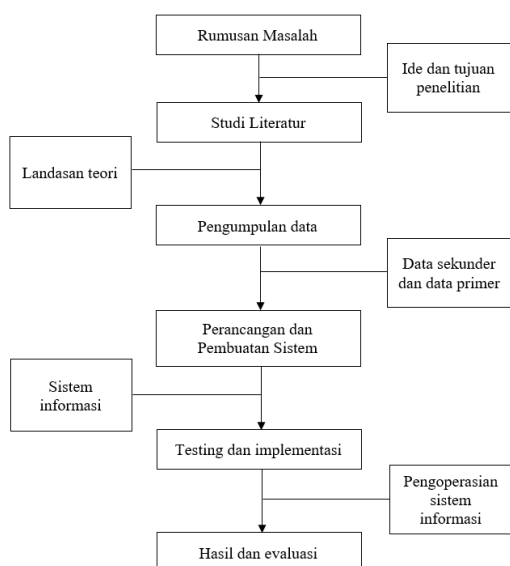 Rumusan Masalah
Ide dan tujuan
penelitian
Studi Literatur
Landasan teori
Pengumpulan data
Data sekunder
dan data primer
Perancangan dan
Pembuatan Sistem
Sistem
informasi
Testing dan implementasi
Pengoperasian
sistem
informasi
Hasil dan evaluasi